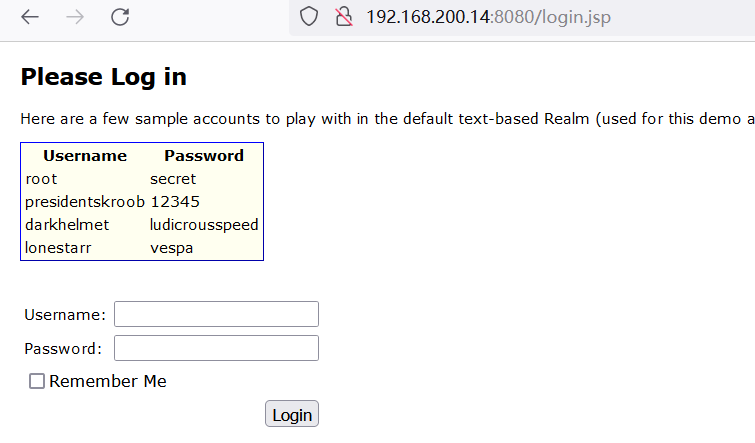 192.168.200.14:8080/login.jsp
Please Log in
Here are a few sample accounts to play with in the default text-based Realm (used for this demo a
Username Password
root secret
presidentskroob 12345
darkhelmet ludicrousspeed
lonestarr vespa
Username:
Password:
Remember Me
Login